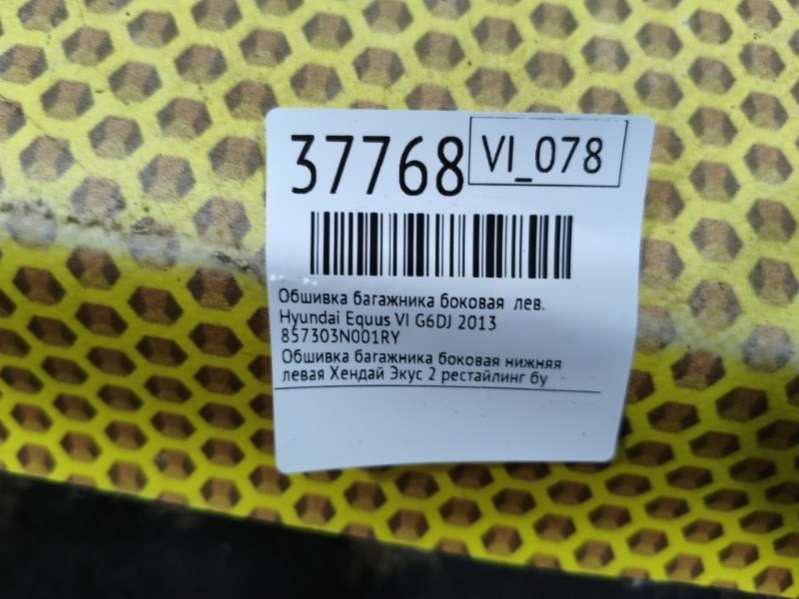 37768
VI_078
Обшивка багажника боковая лев.
Hyundai Equus VI G6DJ 2013
857303N001RY
Обшивка багажника боковая нижняя
левая Хендай Экус 2 рестайлинг бу